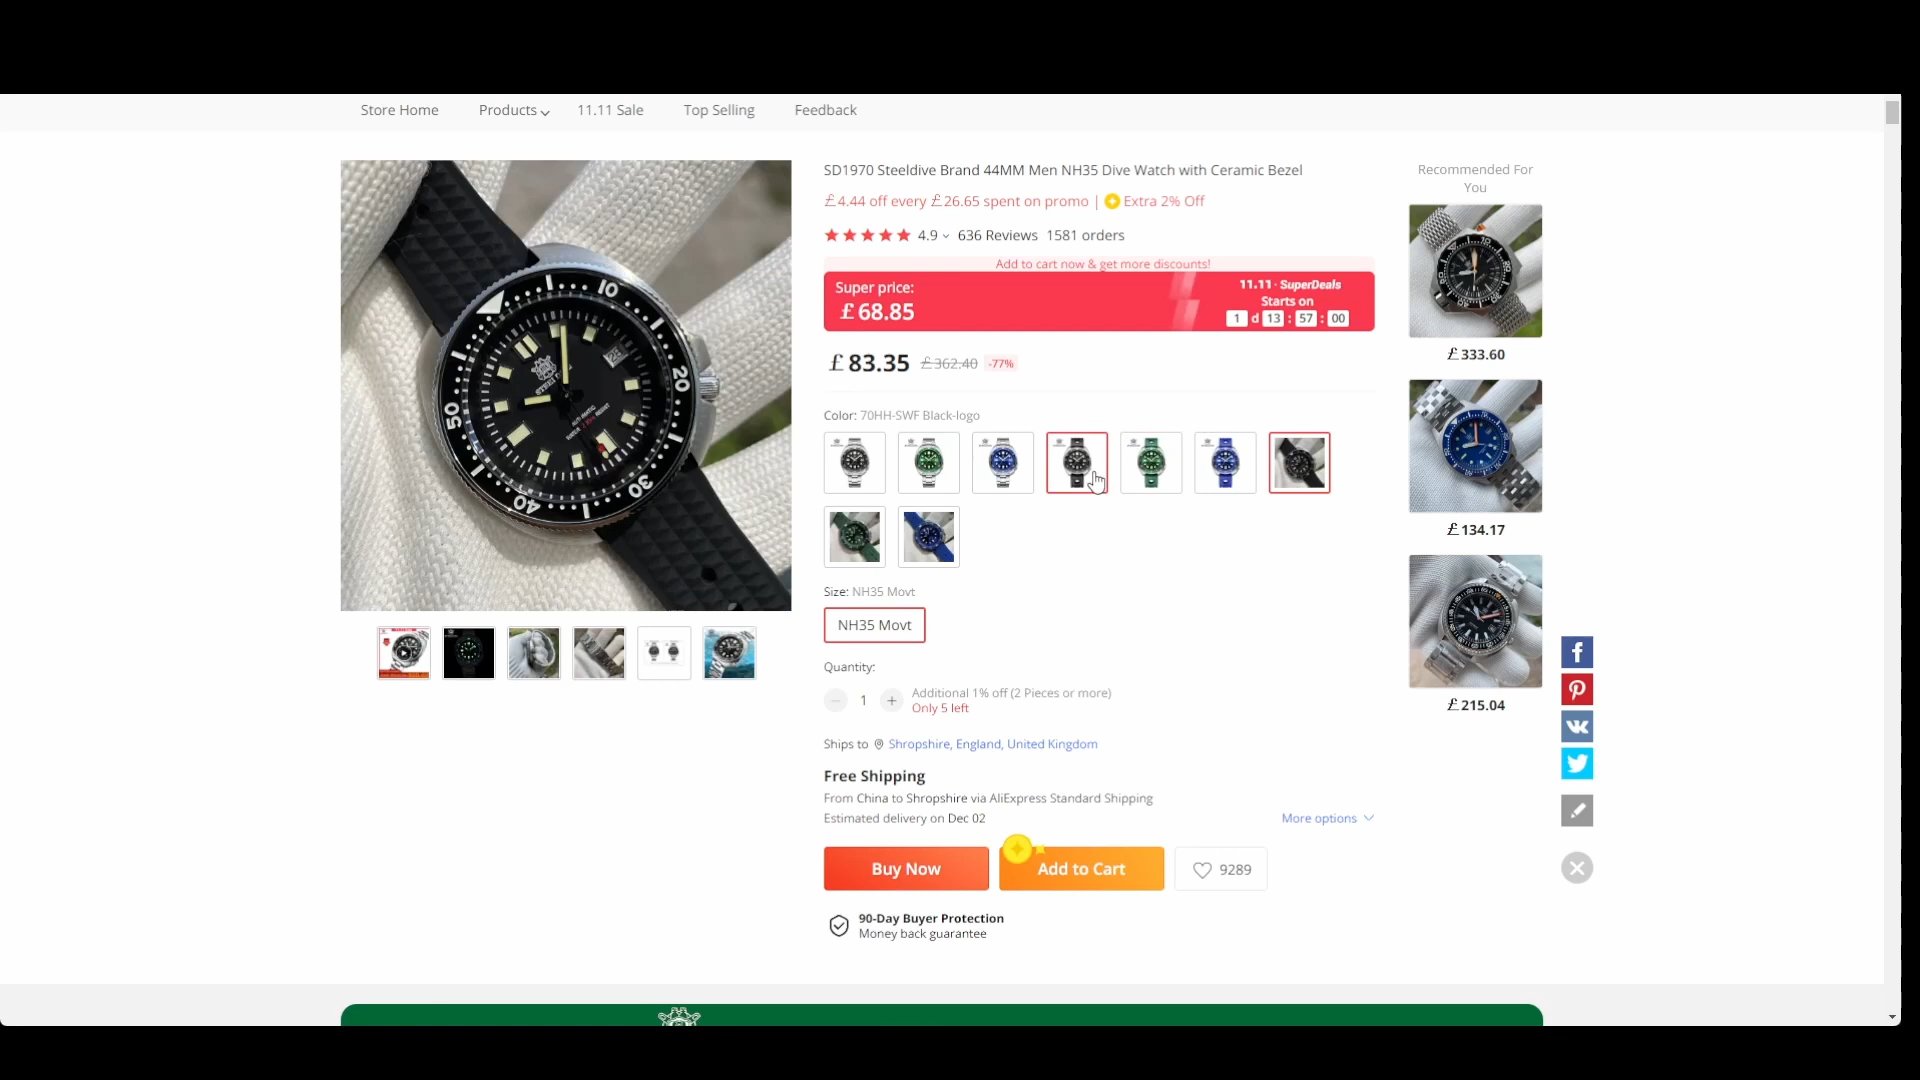 Store Home Products 11.11 Sale Top Selling Feedback
SD1970 Steeldive Brand 44MM Men NH35 Dive Watch with Ceramic Bezel
£4.44 off every £26.65 spent on promo | Extra 2% Off
4.9 636 Reviews 1581 orders
Add to cart now & get more discounts!
Super price:
£68.85
11.11 · SuperDeals
Starts on
1 d 13 : 57 : 00
£83.35 £362.40 -77%
Color: 70HH-SWF Black-logo
Size: NH35 Movt
NH35 Movt
Quantity:
1
Additional 1% off (2 Pieces or more)
Only 5 left
Ships to Shropshire, England, United Kingdom
Free Shipping
From China to Shropshire via AliExpress Standard Shipping
Estimated delivery on Dec 02
More options
Buy Now Add to Cart 9289
90-Day Buyer Protection
Money back guarantee
Recommended For
You
£333.60
£134.17
£215.04
10
20
30
40
50